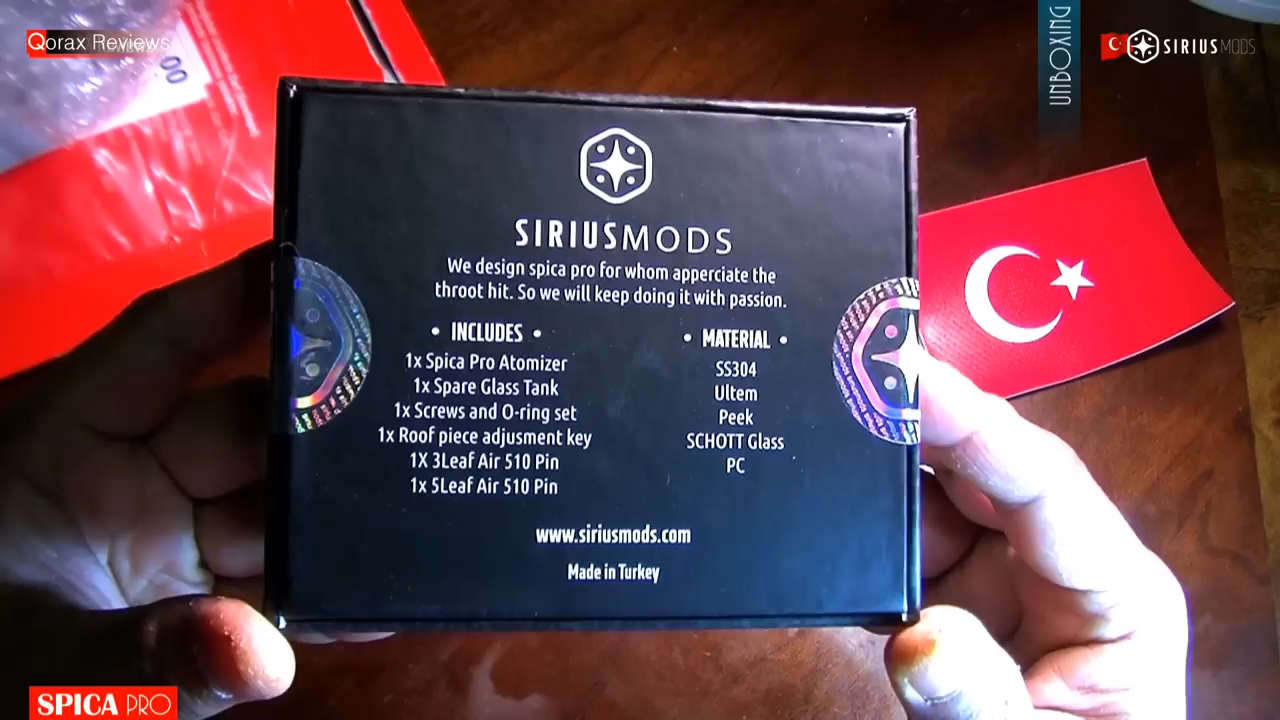 Qorax Reviews
00
UNBOXING
SIRIUSMODS
SIRIUSMODS
We design spica pro for whom apperciate the
throot hit. So we will keep doing it with passion.
• INCLUDES •
1x Spica Pro Atomizer
1x Spare Glass Tank
1x Screws and O-ring set
1x Roof piece adjusment key
1X 3Leaf Air 510 Pin
1x 5Leaf Air 510 Pin
• MATERIAL •
SS304
Ultem
Peek
SCHOTT Glass
PC
www.siriusmods.com
Made in Turkey
SPICA PRO